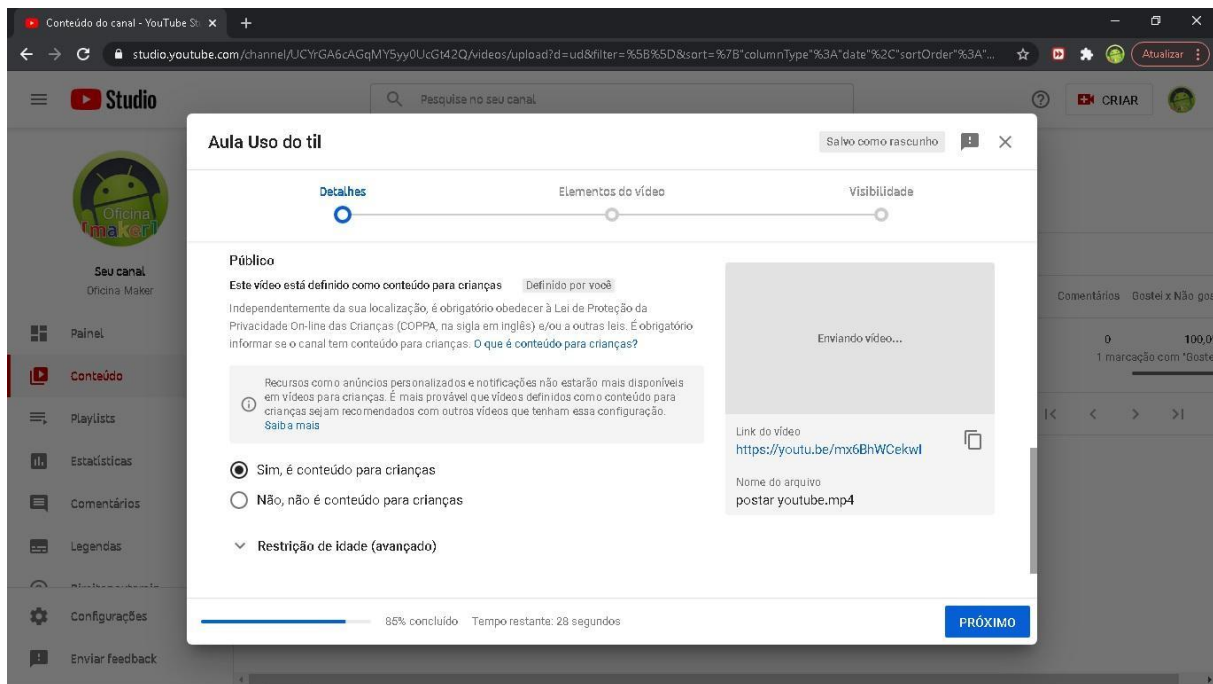 Conteúdo do canal - YouTube St
studio.youtube.com/channel/UCYrGA6cAGqMY5yy0UcGt42Q/videos/upload?d=ud&filter=%5B%5D&sort=%7B"columnType"%3A"date"%2C"sortOrder"%3A"...
Atualizar
Studio
Pesquise no seu canal
CRIAR
Aula Uso do til
Salvo como rascunho
Detalhes
Elementos do vídeo
Visibilidade
Oficina
[maker]
Seu canal
Oficina Maker
Painel
Conteúdo
Playlists
Estatísticas
Comentários
Legendas
Configurações
Enviar feedback
Público
Este vídeo está definido como conteúdo para crianças Definido por você
Independentemente da sua localização, é obrigatório obedecer à Lei de Proteção da
Privacidade On-line das Crianças (COPPA, na sigla em inglês) e/ou a outras leis. É obrigatório
informar se o canal tem conteúdo para crianças. O que é conteúdo para crianças?
Recursos como anúncios personalizados e notificações não estarão mais disponíveis
em vídeos para crianças. É mais provável que vídeos definidos como conteúdo para
crianças sejam recomendados com outros vídeos que tenham essa configuração.
Saiba mais
Sim, é conteúdo para crianças
Não, não é conteúdo para crianças
Restrição de idade (avançado)
Enviando vídeo...
Link do vídeo
https://youtu.be/mx6BhWCekwI
Nome do arquivo
postar youtube.mp4
85% concluído Tempo restante: 28 segundos
PRÓXIMO
Comentários Gostei x Não gos
0 100,0
1 marcação com "Goste